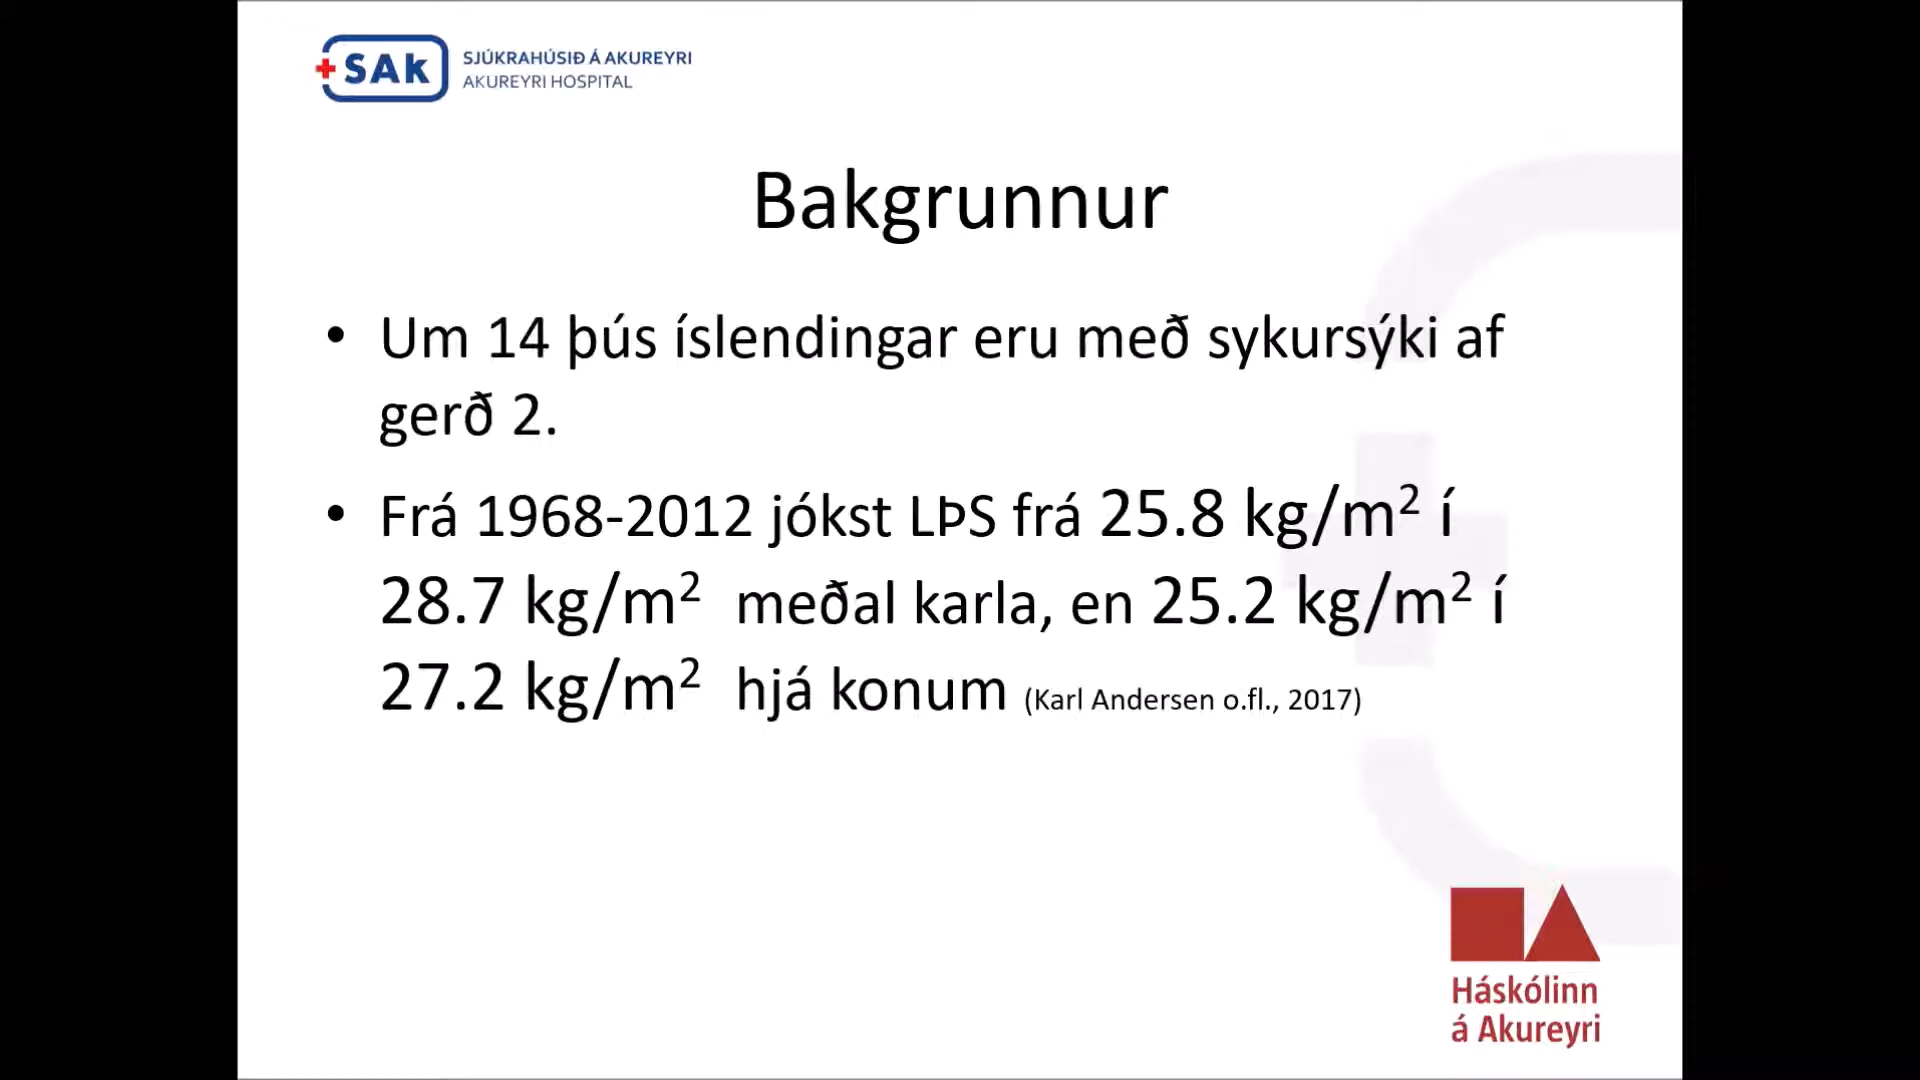 SAk
SJÚKRAHÚSIÐ Á AKUREYRI
AKUREYRI HOSPITAL
Bakgrunnur
• Um 14 þús íslendingar eru með sykursýki af
gerð 2.
• Frá 1968-2012 jókst LÞS frá 25.8 kg/m² í
28.7 kg/m² meðal karla, en 25.2 kg/m² í
27.2 kg/m² hjá konum (Karl Andersen o.fl., 2017)
Háskólinn
á Akureyri